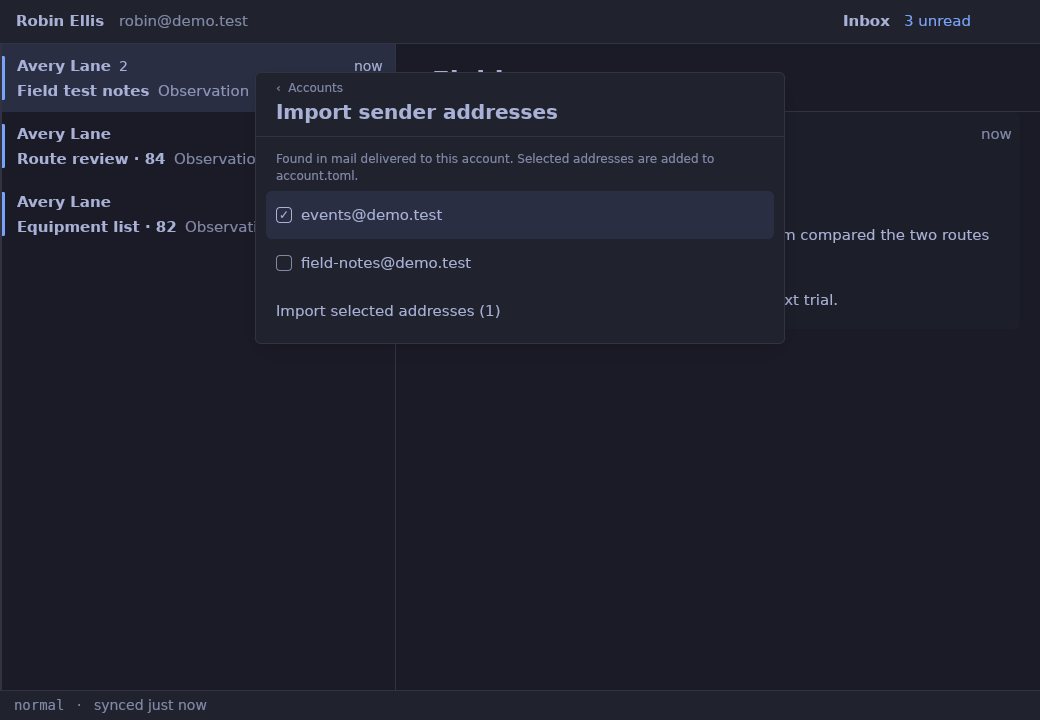 Robin Ellis robin@demo.test Inbox 3 unread
Avery Lane 2 now
Field test notes Observation
Avery Lane
Route review · 84
Avery Lane
Equipment list · 82
‹ Accounts
Import sender addresses
Found in mail delivered to this account. Selected addresses are added to
account.toml.
✓ events@demo.test
field-notes@demo.test
Import selected addresses (1)
now
compared the two routes
trial.
normal · synced just now